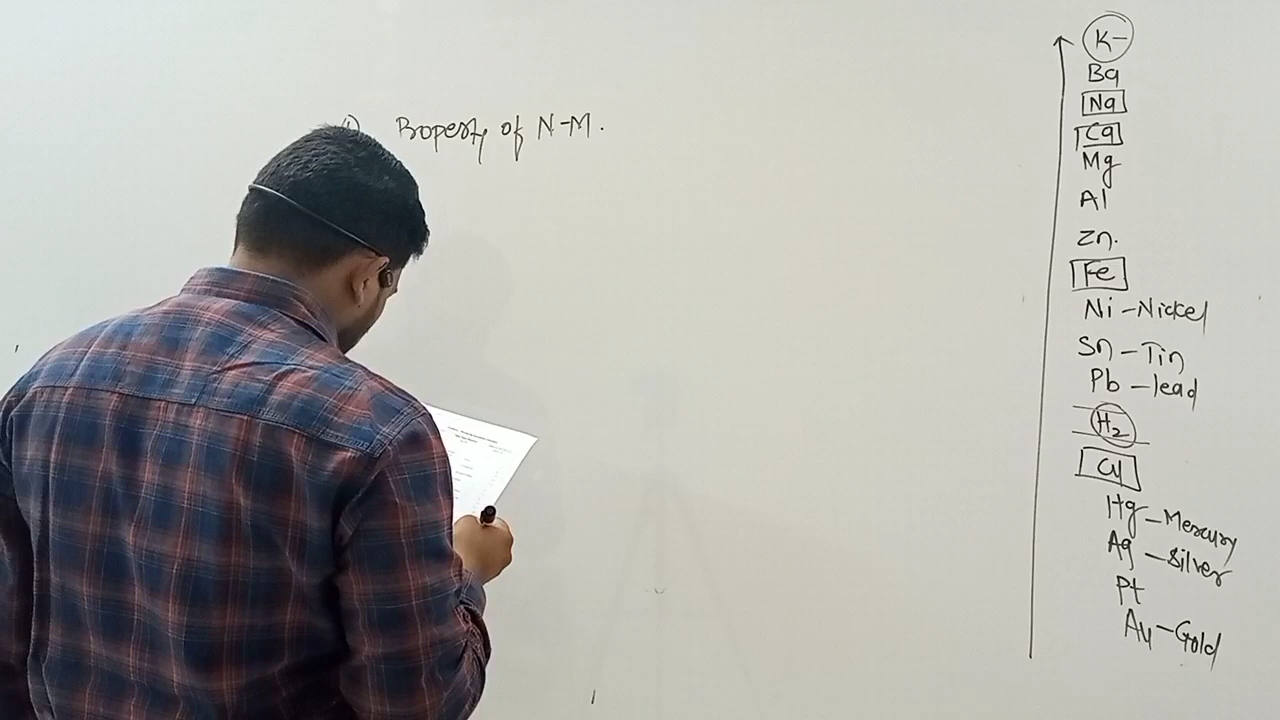 1) Property of N-M.
K-
Ba
Na
Ca
Mg
Al
Zn.
Fe
Ni - Nickel
Sn - Tin
Pb - lead
H2
Cu
Hg - Mercury
Ag - Silver
Pt
Au - Gold